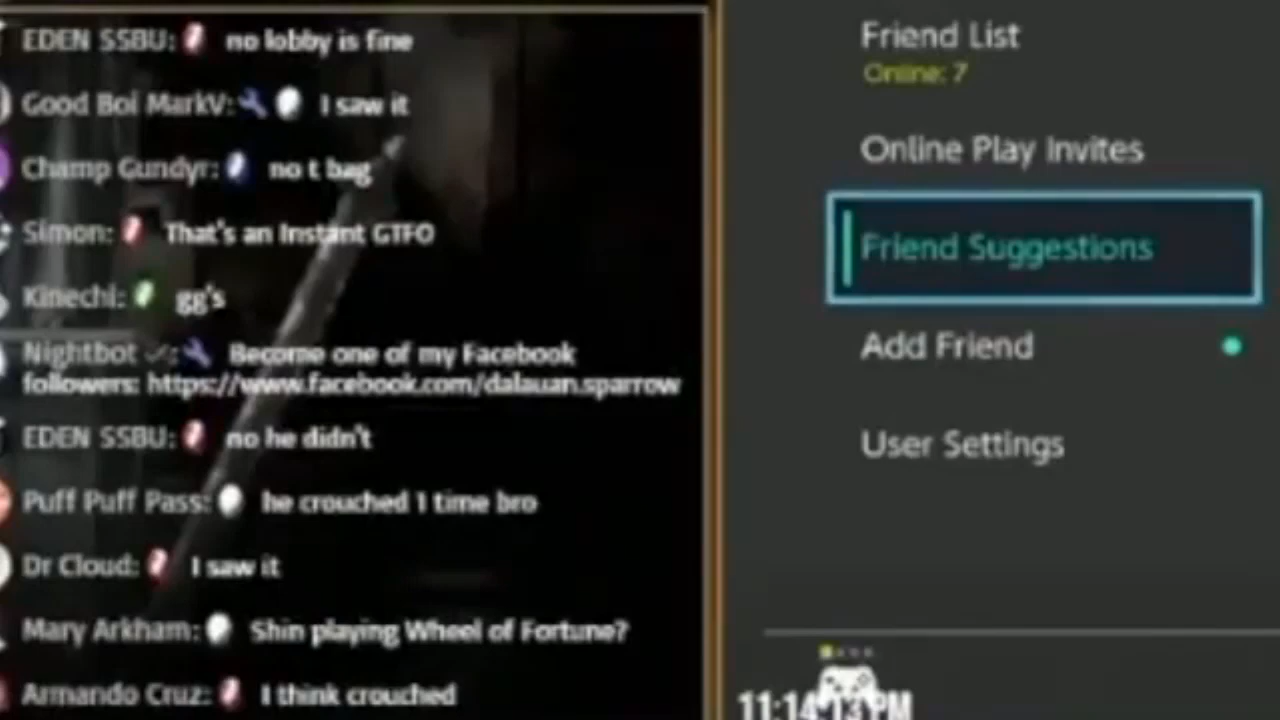 EDEN SSBU: no lobby is fine
Good Boi MarkV: I saw it
Champ Gundyr: no t bag
Simon: That's an Instant GTFO
Kinechi: gg's
Nightbot ✓: Become one of my Facebook
followers: https://www.facebook.com/dalauan.sparrow
EDEN SSBU: no he didn't
Puff Puff Pass: he crouched 1 time bro
Dr Cloud: I saw it
Mary Arkham: Shin playing Wheel of Fortune?
Armando Cruz: I think crouched
Friend List
Online: 7
Online Play Invites
Friend Suggestions
Add Friend
User Settings
11:14:13 PM